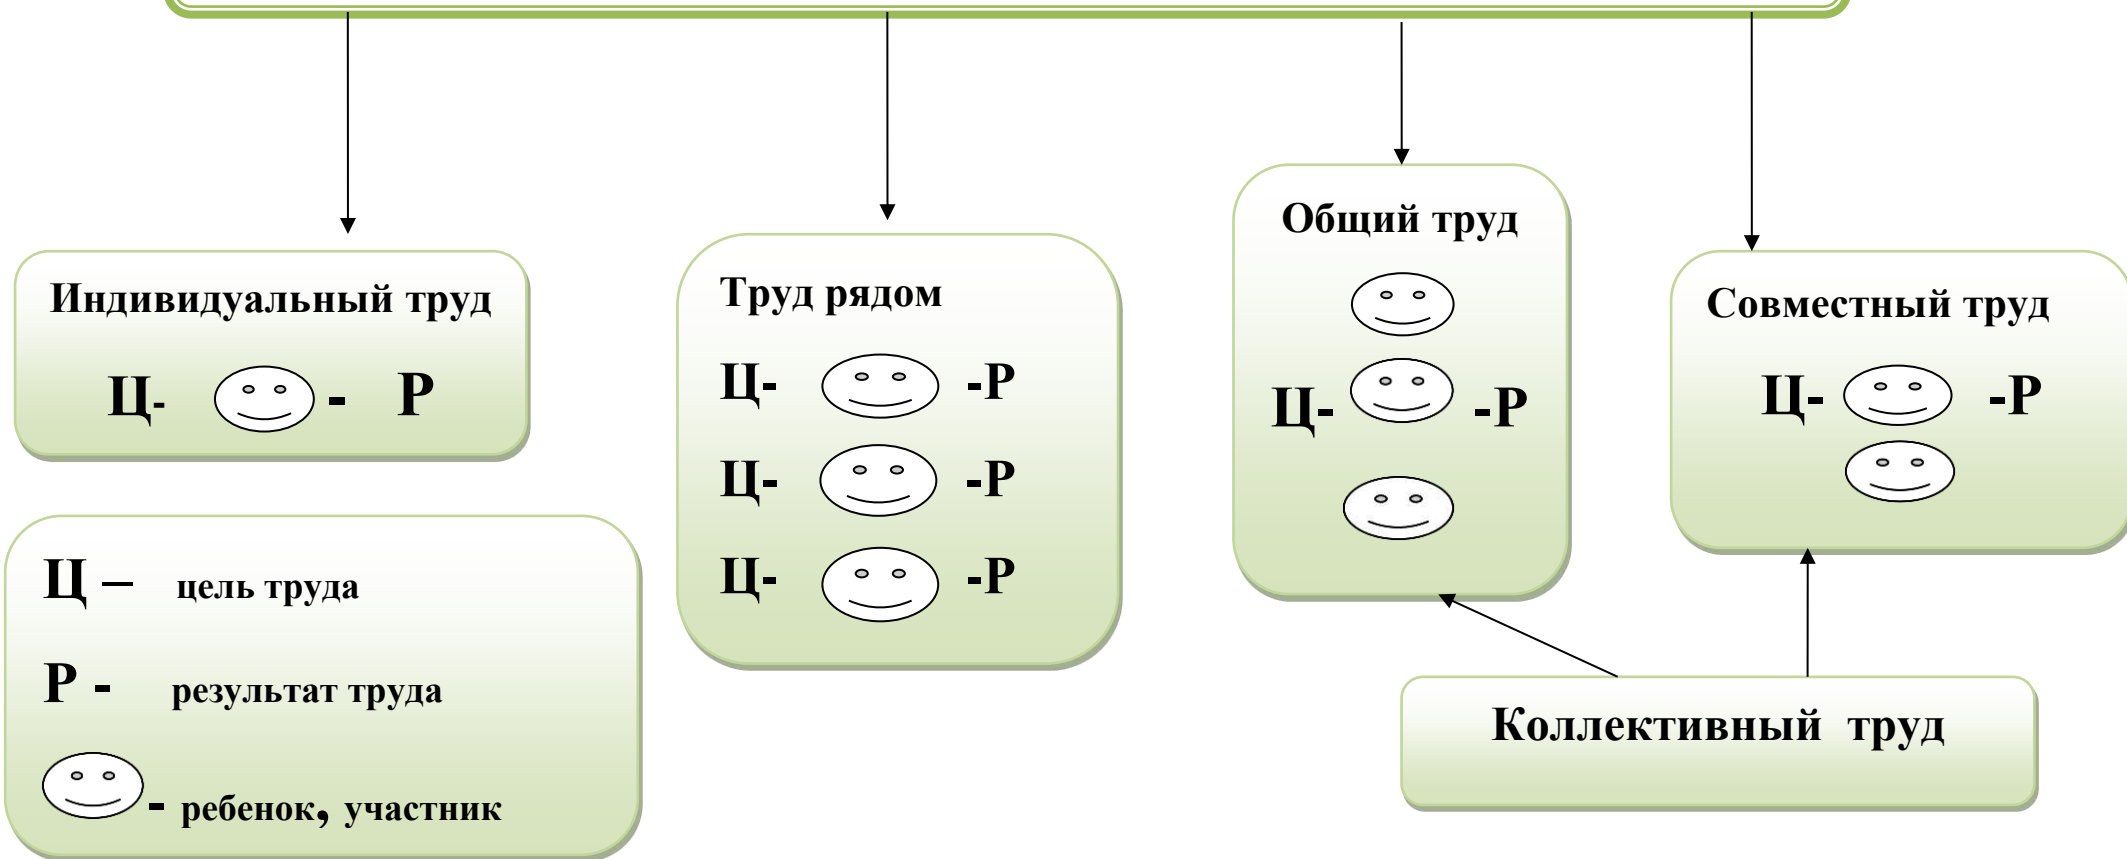 Индивидуальный труд
Ц- - Р
Труд рядом
Ц- -Р
Ц- -Р
Ц- -Р
Общий труд
Ц- -Р
Совместный труд
Ц- -Р
Ц – цель труда
Р - результат труда
- ребенок, участник
Коллективный труд